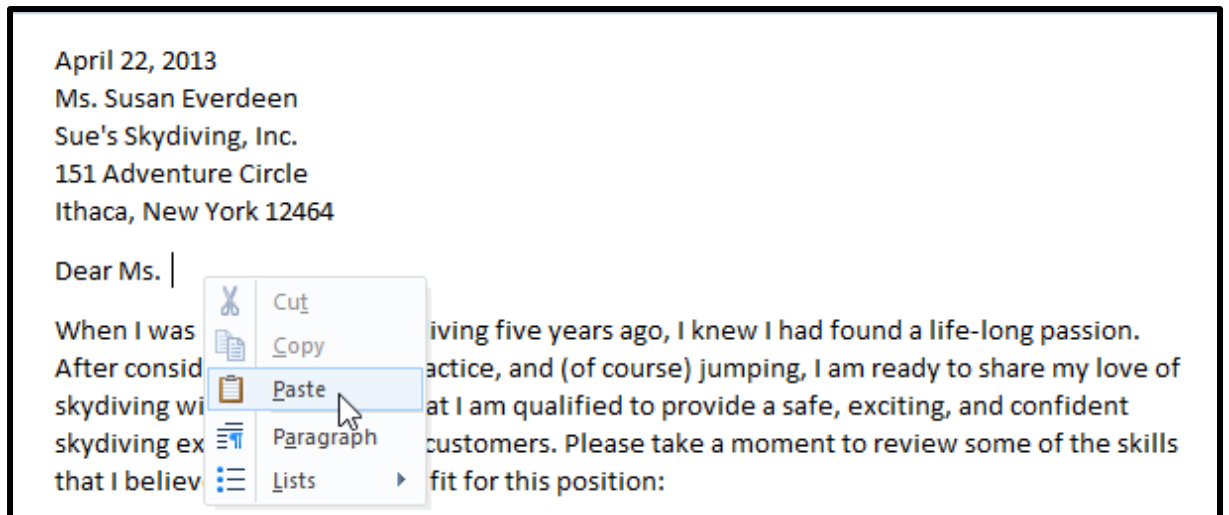 April 22, 2013
Ms. Susan Everdeen
Sue's Skydiving, Inc.
151 Adventure Circle
Ithaca, New York 12464
Dear Ms.
Cut
When I was iving five years ago, I knew I had found a life-long passion.
Copy
After consid actice, and (of course) jumping, I am ready to share my love of
Paste
skydiving wi at I am qualified to provide a safe, exciting, and confident
skydiving ex customers. Please take a moment to review some of the skills
Paragraph
that I believ fit for this position:
Lists